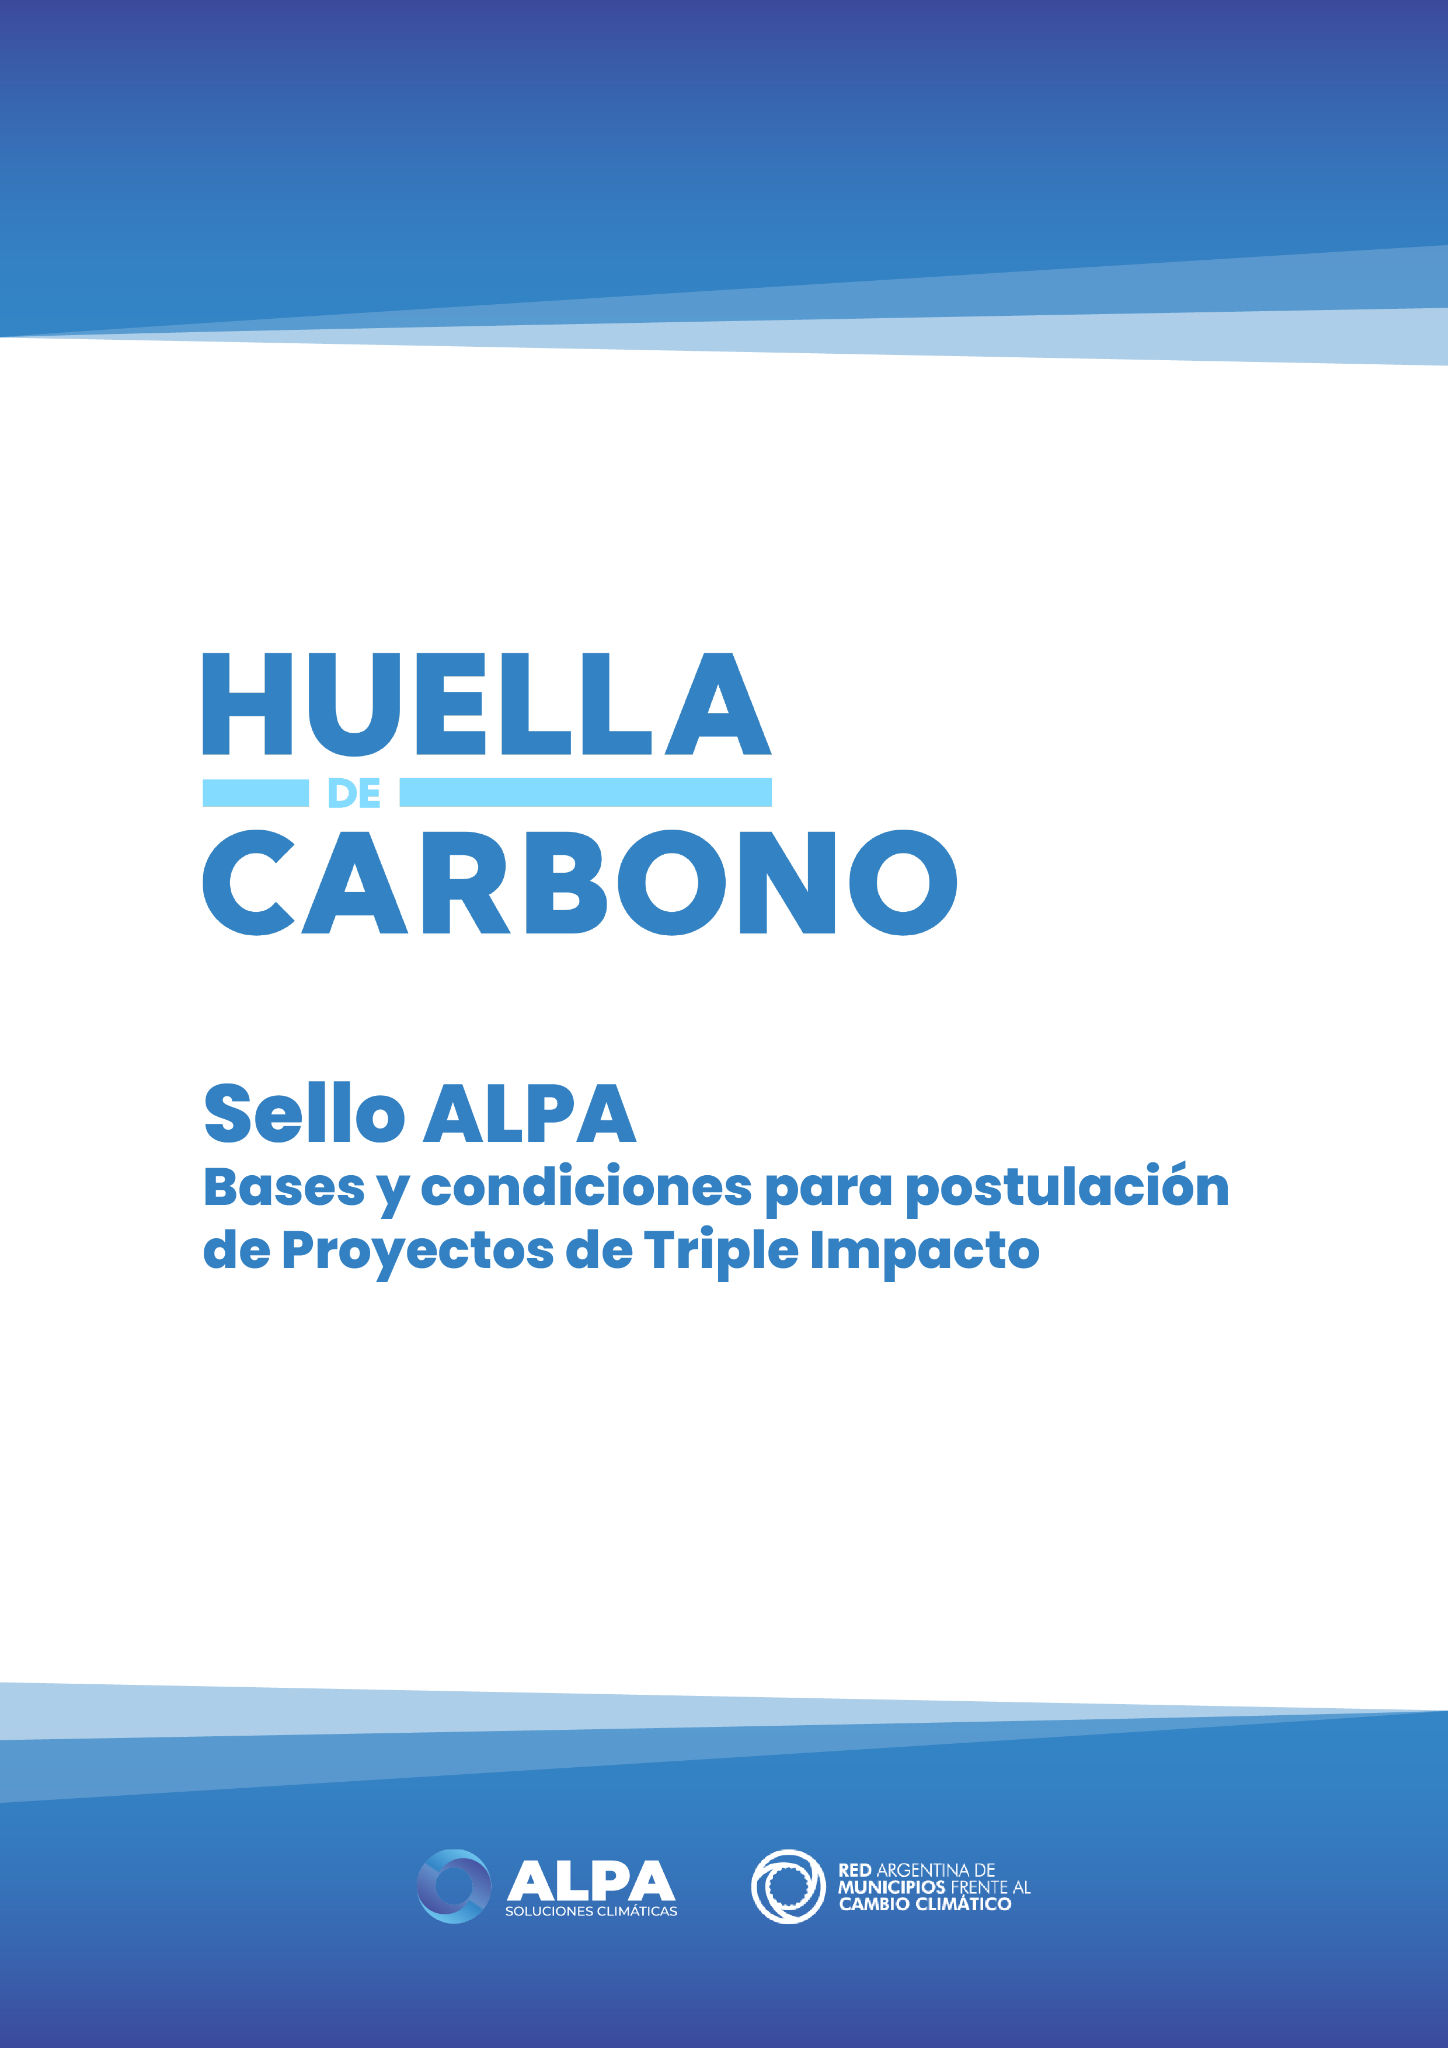 HUELLA
DE
CARBONO
Sello ALPA
Bases y condiciones para postulación
de Proyectos de Triple Impacto
ALPA
SOLUCIONES CLIMÁTICAS
RED ARGENTINA DE
MUNICIPIOS FRENTE AL
CAMBIO CLIMÁTICO